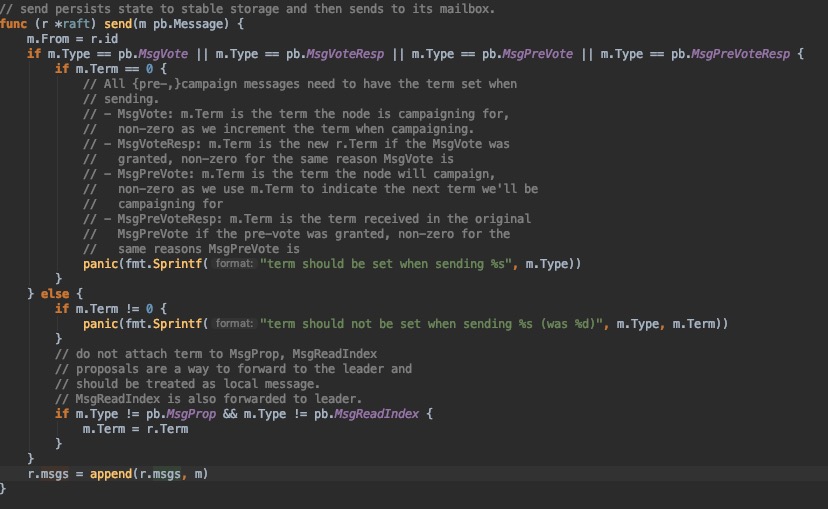 // send persists state to stable storage and then sends to its mailbox.
func (r *raft) send(m pb.Message) {
    m.From = r.id
    if m.Type == pb.MsgVote || m.Type == pb.MsgVoteResp || m.Type == pb.MsgPreVote || m.Type == pb.MsgPreVoteResp {
        if m.Term == 0 {
            // All {pre-,}campaign messages need to have the term set when
            // sending.
            // - MsgVote: m.Term is the term the node is campaigning for,
            //   non-zero as we increment the term when campaigning.
            // - MsgVoteResp: m.Term is the new r.Term if the MsgVote was
            //   granted, non-zero for the same reason MsgVote is
            // - MsgPreVote: m.Term is the term the node will campaign,
            //   non-zero as we use m.Term to indicate the next term we'll be
            //   campaigning for
            // - MsgPreVoteResp: m.Term is the term received in the original
            //   MsgPreVote if the pre-vote was granted, non-zero for the
            //   same reasons MsgPreVote is
            panic(fmt.Sprintf( format: "term should be set when sending %s", m.Type))
        }
    } else {
        if m.Term != 0 {
            panic(fmt.Sprintf( format: "term should not be set when sending %s (was %d)", m.Type, m.Term))
        }
        // do not attach term to MsgProp, MsgReadIndex
        // proposals are a way to forward to the leader and
        // should be treated as local message.
        // MsgReadIndex is also forwarded to leader.
        if m.Type != pb.MsgProp && m.Type != pb.MsgReadIndex {
            m.Term = r.Term
        }
    }
    r.msgs = append(r.msgs, m)
}